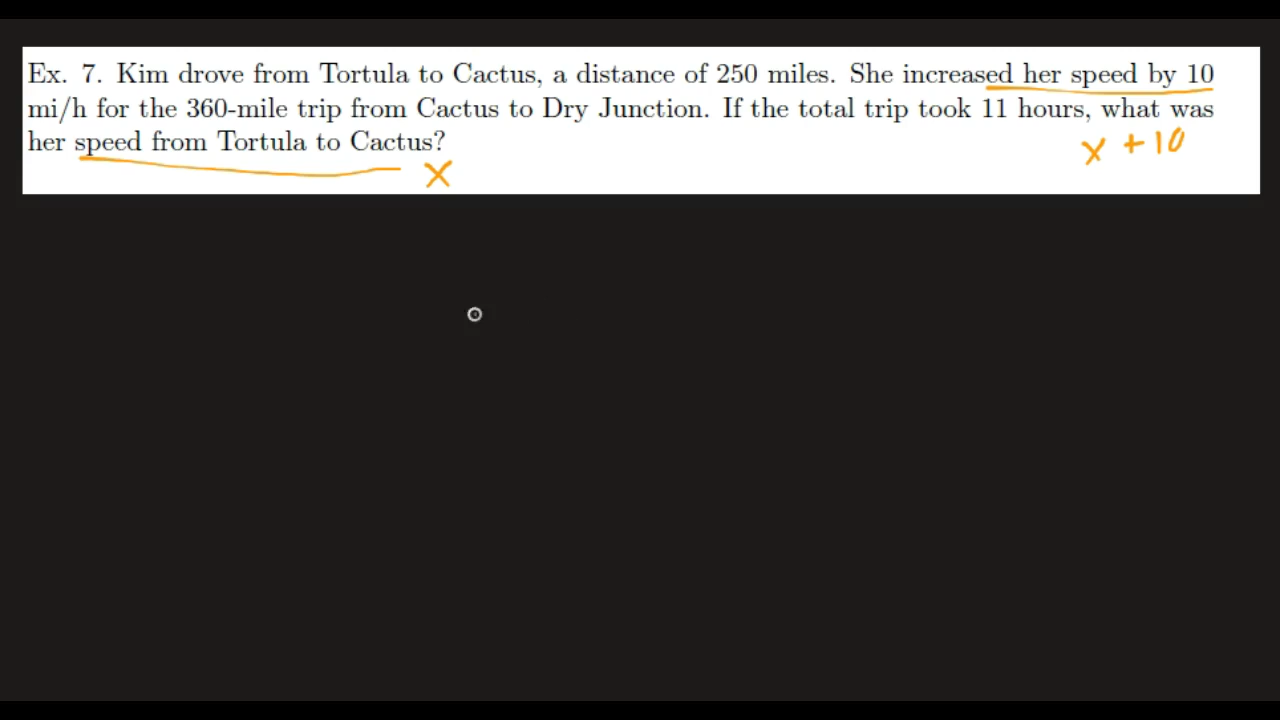 Ex. 7. Kim drove from Tortula to Cactus, a distance of 250 miles. She increased her speed by 10
mi/h for the 360-mile trip from Cactus to Dry Junction. If the total trip took 11 hours, what was
her speed from Tortula to Cactus?
x + 10
x